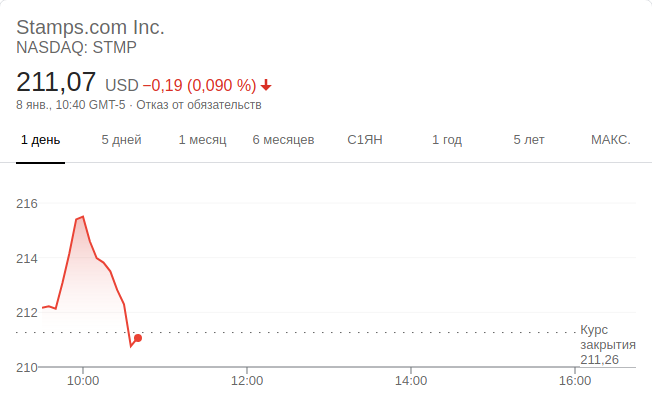 Stamps.com Inc.
NASDAQ: STMP
211,07 USD −0,19 (0,090 %)
8 янв., 10:40 GMT-5 · Отказ от обязательств
1 день 5 дней 1 месяц 6 месяцев С1ЯН 1 год 5 лет МАКС.
216
214
212
Курс
закрытия
211,26
210
10:00 12:00 14:00 16:00